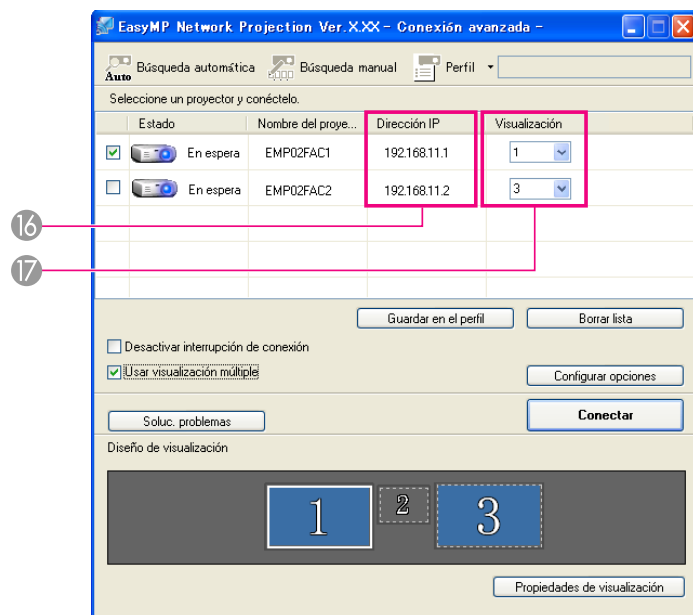 EasyMP Network Projection Ver.X.XX - Conexión avanzada -
Auto Búsqueda automática Búsqueda manual Perfil
Seleccione un proyector y conéctelo.
Estado Nombre del proye... Dirección IP Visualización
En espera EMP02FAC1 192.168.11.1 1
En espera EMP02FAC2 192.168.11.2 3
16
17
Guardar en el perfil Borrar lista
Desactivar interrupción de conexión
Usar visualización múltiple Configurar opciones
Soluc. problemas Conectar
Diseño de visualización
1 2 3
Propiedades de visualización